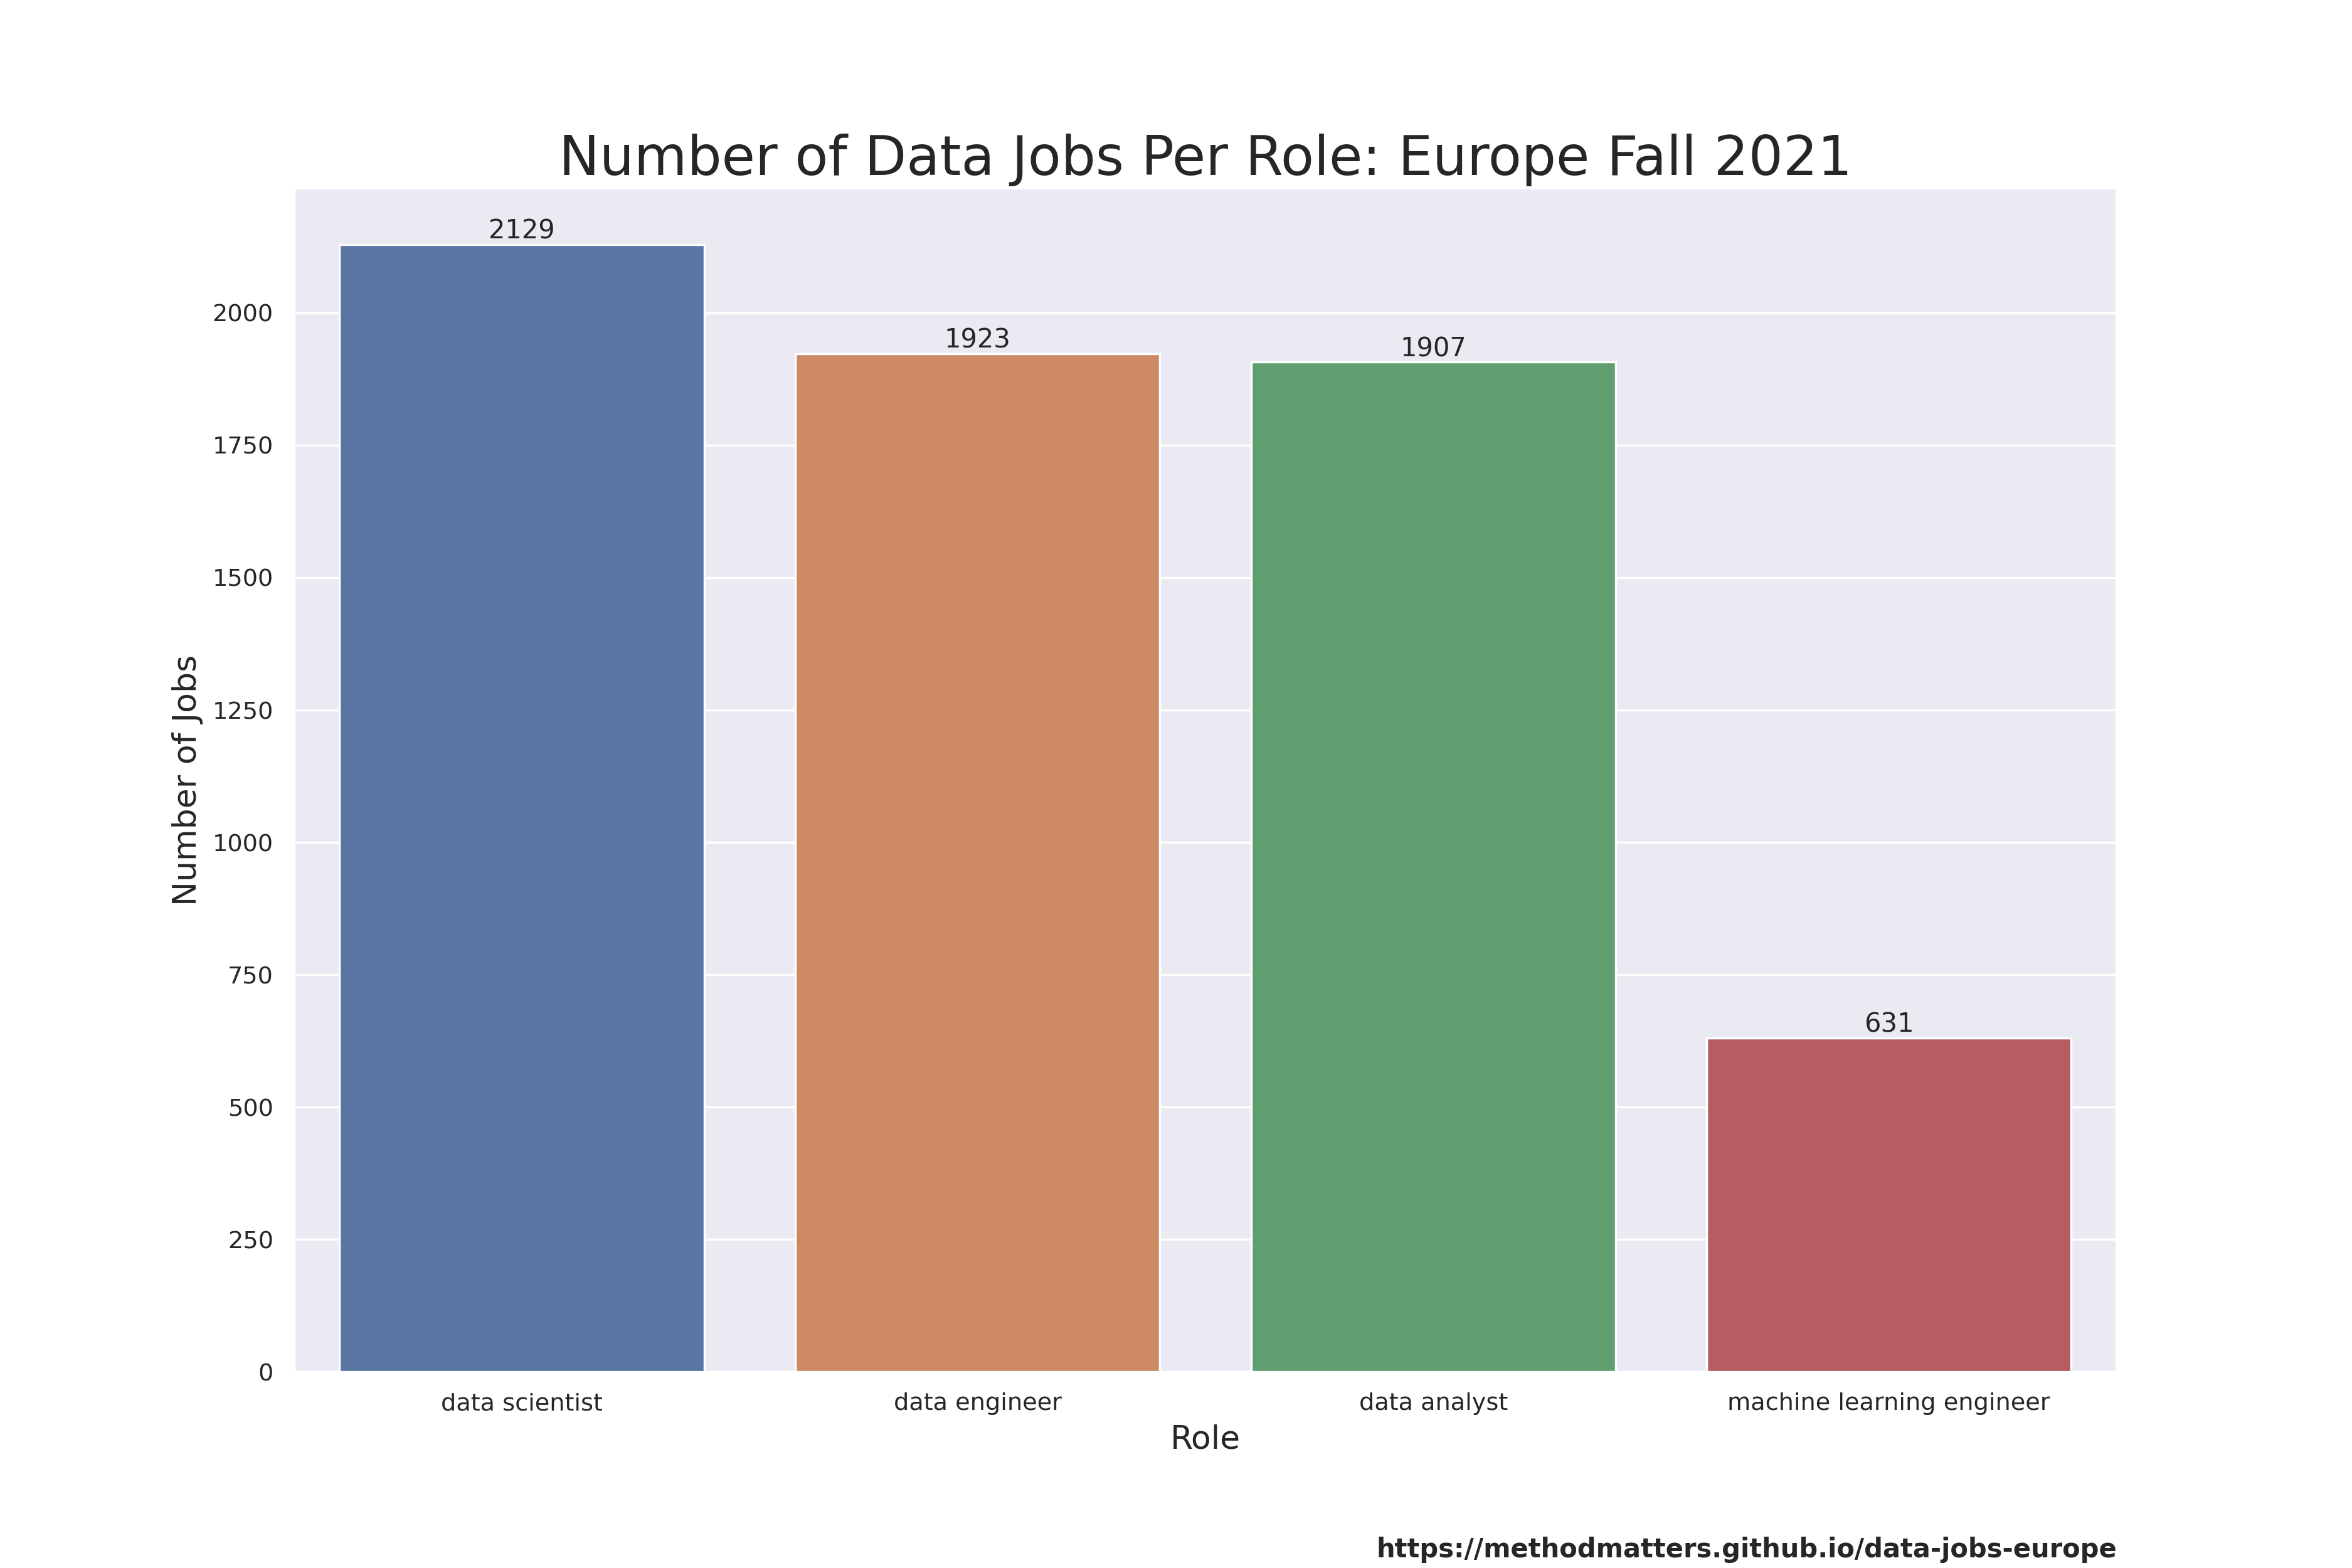 Number of Data Jobs Per Role: Europe Fall 2021
2129
1923
1907
631
2000
1750
1500
1250
1000
750
500
250
0
Number of Jobs
data scientist
data engineer
data analyst
machine learning engineer
Role
https://methodmatters.github.io/data-jobs-europe